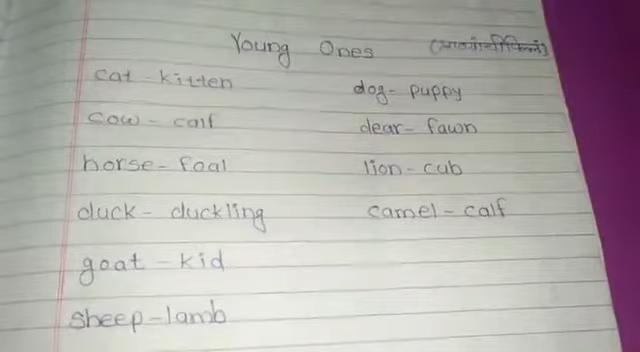 Young Ones
cat - kitten
cow - calf
horse - foal
duck - duckling
goat - kid
sheep - lamb
dog - puppy
dear - fawn
lion - cub
camel - calf